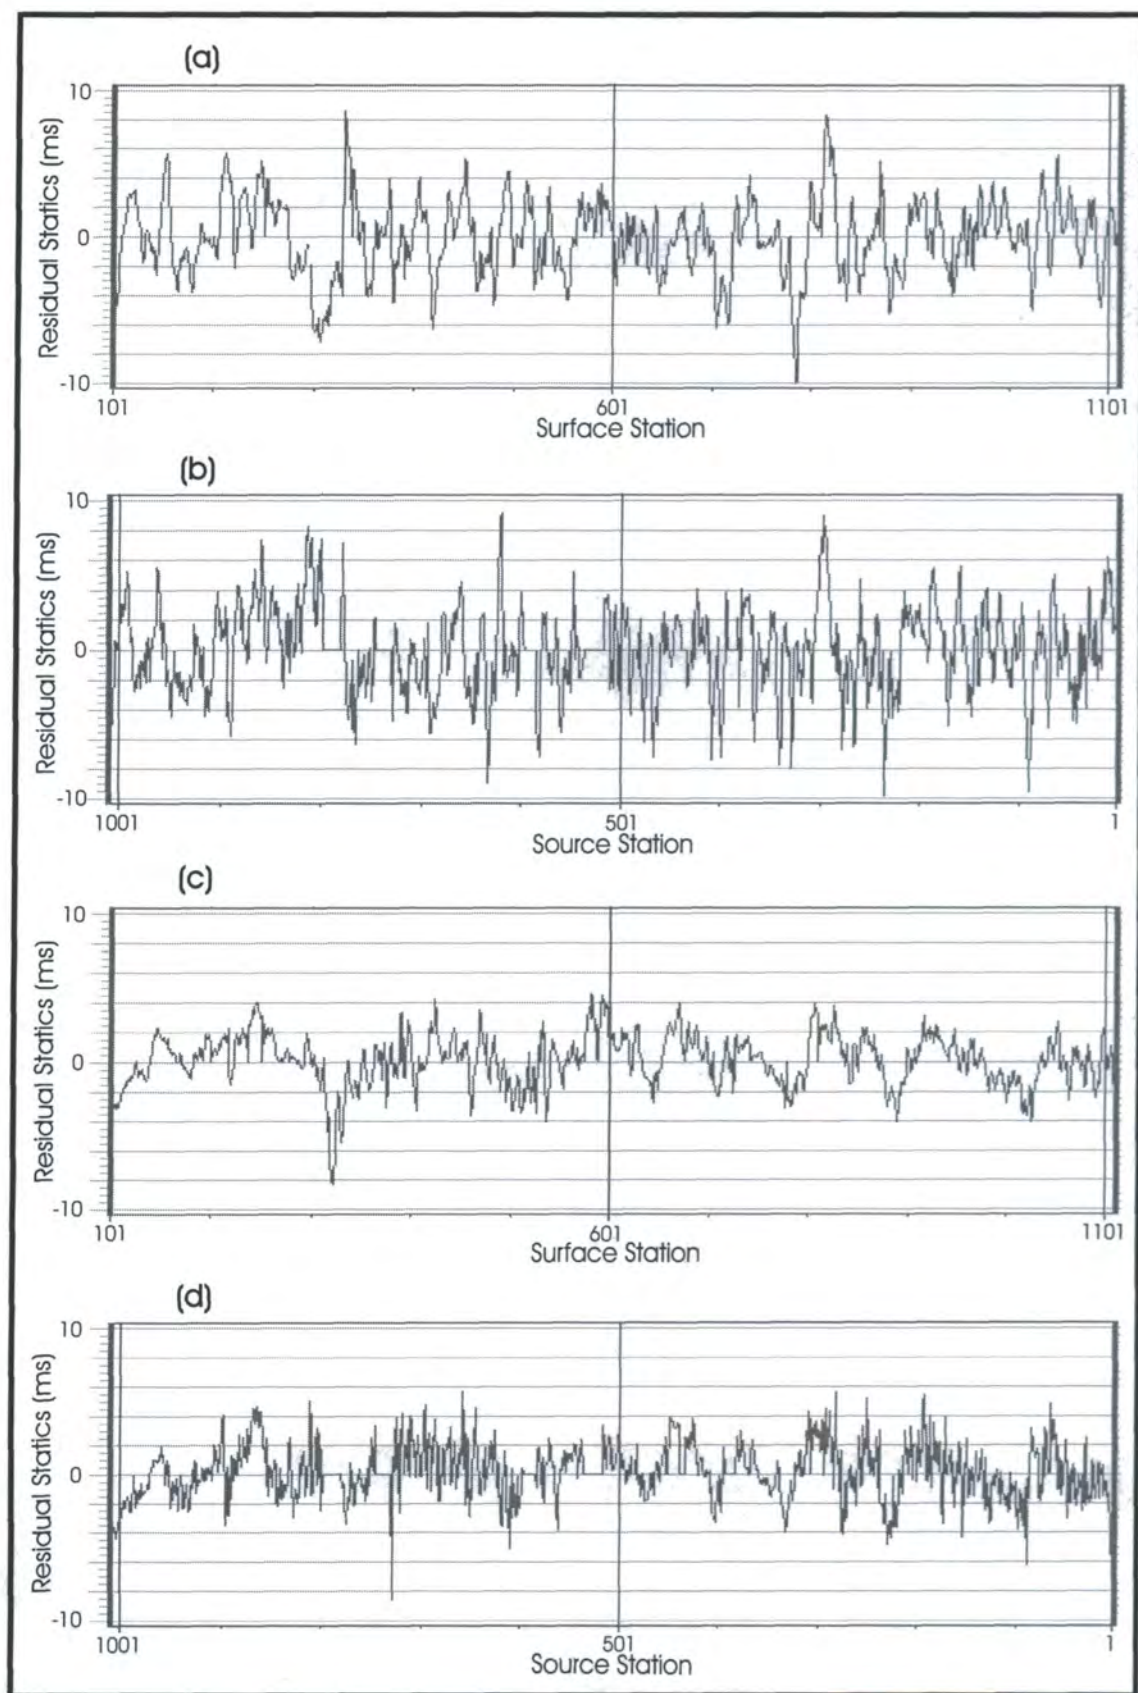 (a)
Residual Statics (ms)
10
0
-10
101
601
1101
Surface Station
(b)
Residual Statics (ms)
10
0
-10
1001
501
1
Source Station
(c)
Residual Statics (ms)
10
0
-10
101
601
1101
Surface Station
(d)
Residual Statics (ms)
10
0
-10
1001
501
1
Source Station